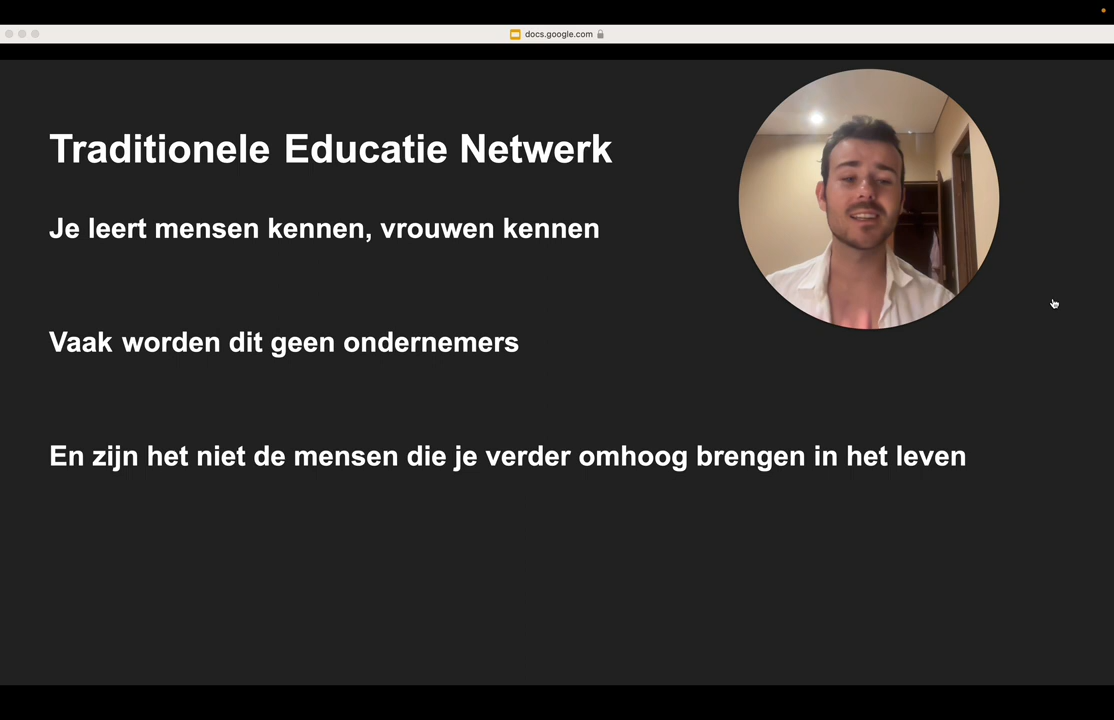 docs.google.com
Traditionele Educatie Netwerk
Je leert mensen kennen, vrouwen kennen
Vaak worden dit geen ondernemers
En zijn het niet de mensen die je verder omhoog brengen in het leven